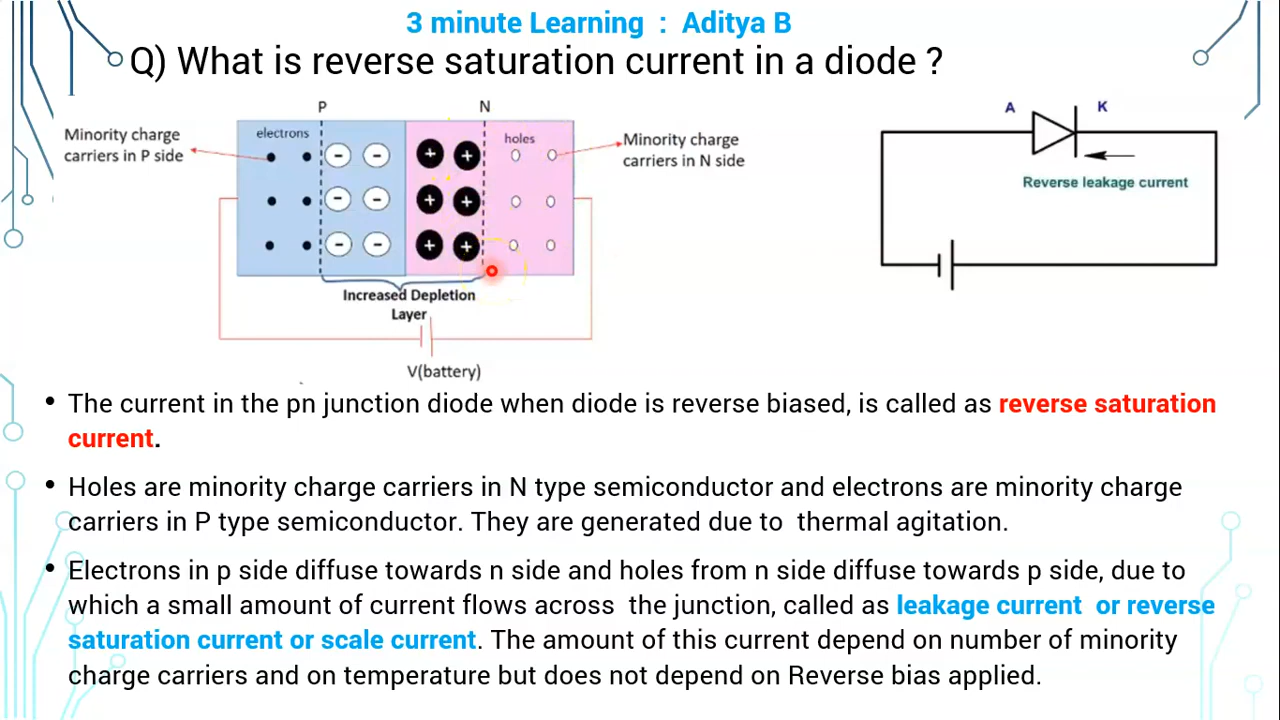 3 minute Learning : Aditya B
Q) What is reverse saturation current in a diode ?
P
N
Minority charge
carriers in P side
electrons
holes
Minority charge
carriers in N side
- - + +
- - + +
- - + +
Increased Depletion
Layer
V(battery)
A
K
Reverse leakage current
• The current in the pn junction diode when diode is reverse biased, is called as reverse saturation
current.
• Holes are minority charge carriers in N type semiconductor and electrons are minority charge
carriers in P type semiconductor. They are generated due to thermal agitation.
• Electrons in p side diffuse towards n side and holes from n side diffuse towards p side, due to
which a small amount of current flows across the junction, called as leakage current or reverse
saturation current or scale current. The amount of this current depend on number of minority
charge carriers and on temperature but does not depend on Reverse bias applied.